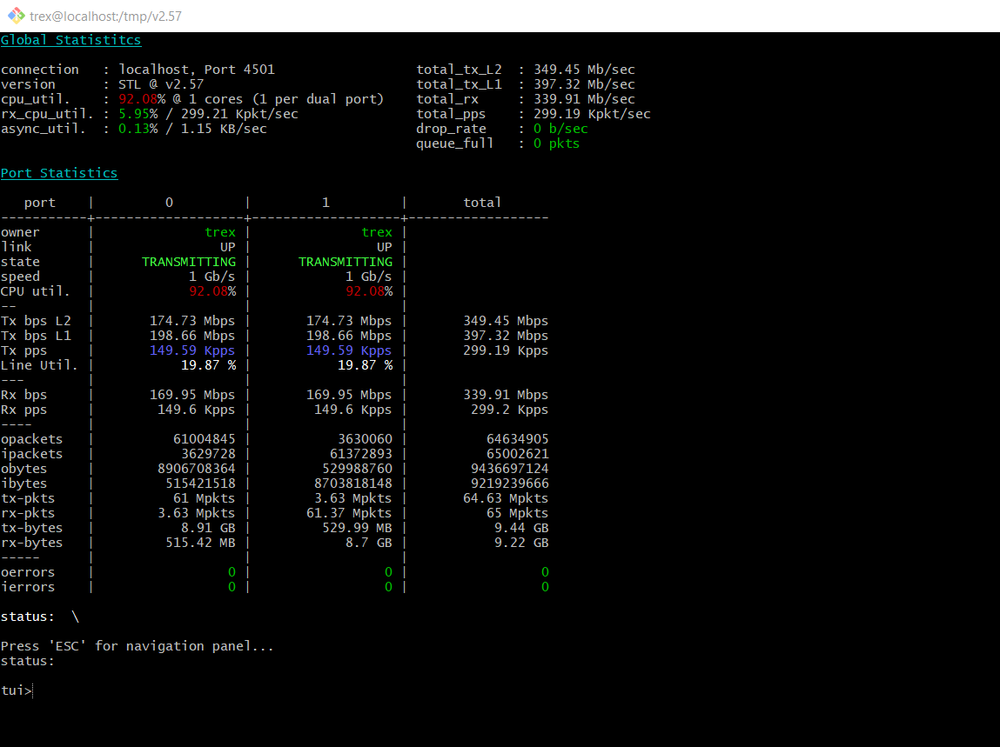 trex@localhost:/tmp/v2.57
Global Statistitcs
connection   : localhost, Port 4501                  total_tx_L2  : 349.45 Mb/sec
version      : STL @ v2.57                           total_tx_L1  : 397.32 Mb/sec
cpu_util.    : 92.08% @ 1 cores (1 per dual port)    total_rx     : 339.91 Mb/sec
rx_cpu_util. : 5.95% / 299.21 Kpkt/sec               total_pps    : 299.19 Kpkt/sec
async_util.  : 0.13% / 1.15 KB/sec                   drop_rate    : 0 b/sec
                                                     queue_full   : 0 pkts
Port Statistics
   port    |         0         |         1         |       total
-----------+-------------------+-------------------+------------------
owner      |              trex |              trex |
link       |                UP |                UP |
state      |      TRANSMITTING |      TRANSMITTING |
speed      |            1 Gb/s |            1 Gb/s |
CPU util.  |            92.08% |            92.08% |
--         |                   |                   |
Tx bps L2  |       174.73 Mbps |       174.73 Mbps |       349.45 Mbps
Tx bps L1  |       198.66 Mbps |       198.66 Mbps |       397.32 Mbps
Tx pps     |       149.59 Kpps |       149.59 Kpps |       299.19 Kpps
Line Util. |           19.87 % |           19.87 % |
---        |                   |                   |
Rx bps     |       169.95 Mbps |       169.95 Mbps |       339.91 Mbps
Rx pps     |        149.6 Kpps |        149.6 Kpps |        299.2 Kpps
----       |                   |                   |
opackets   |          61004845 |           3630060 |          64634905
ipackets   |           3629728 |          61372893 |          65002621
obytes     |        8906708364 |         529988760 |        9436697124
ibytes     |         515421518 |        8703818148 |        9219239666
tx-pkts    |          61 Mpkts |        3.63 Mpkts |       64.63 Mpkts
rx-pkts    |        3.63 Mpkts |       61.37 Mpkts |          65 Mpkts
tx-bytes   |           8.91 GB |         529.99 MB |           9.44 GB
rx-bytes   |         515.42 MB |            8.7 GB |           9.22 GB
-----      |                   |                   |
oerrors    |                 0 |                 0 |                 0
ierrors    |                 0 |                 0 |                 0
status:  \
Press 'ESC' for navigation panel...
status:
tui>